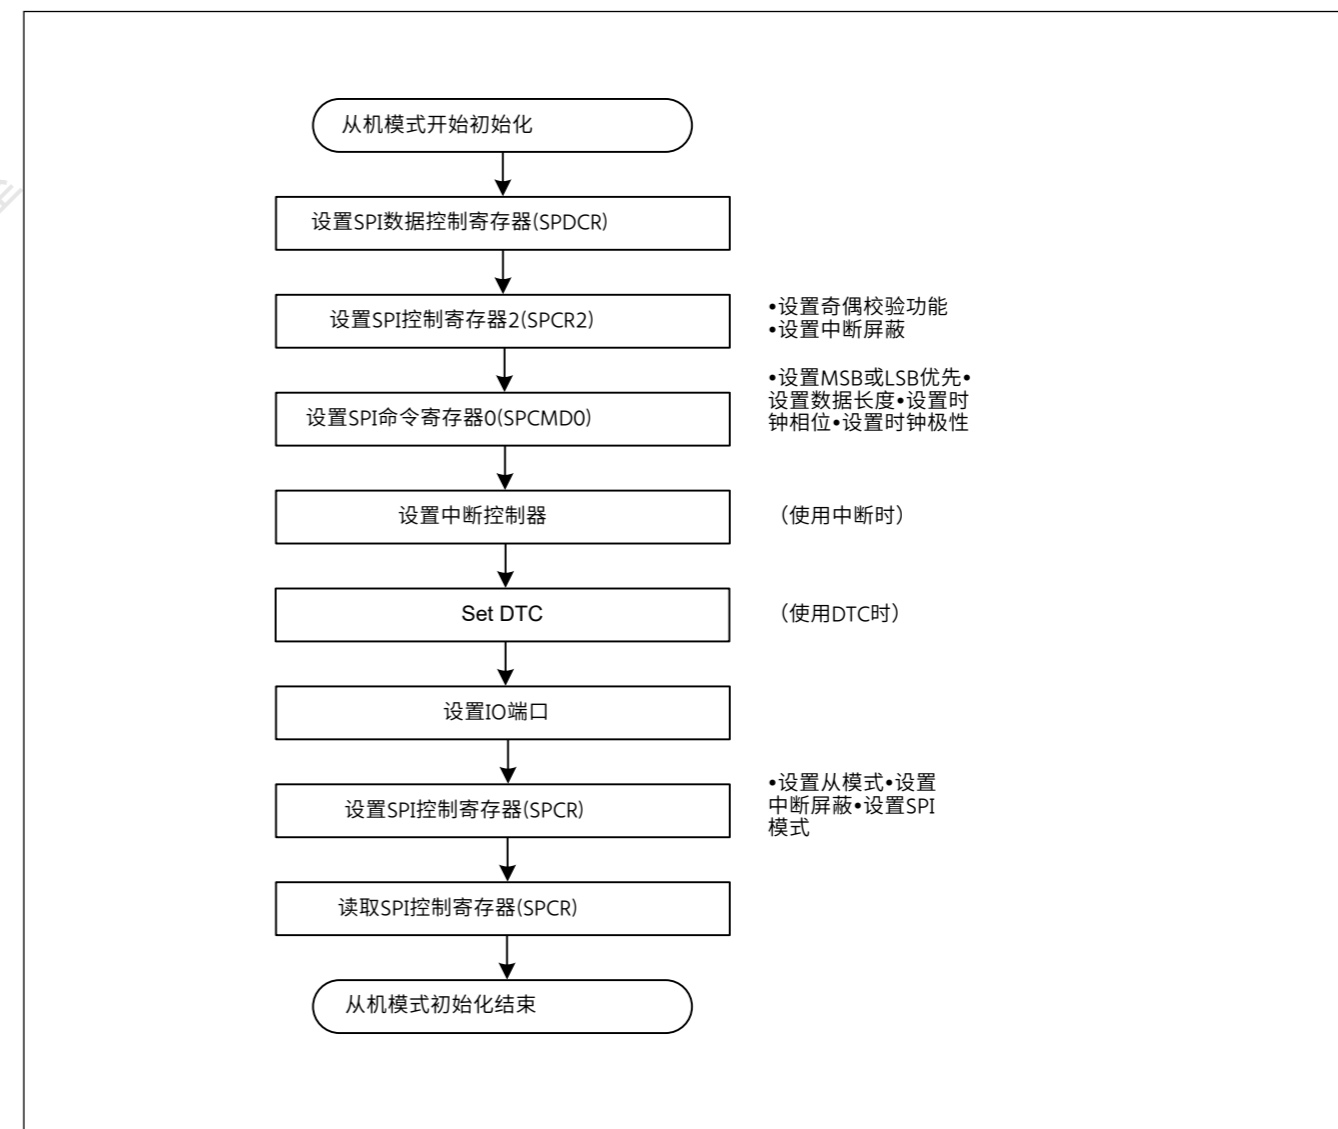 从机模式开始初始化
设置SPI数据控制寄存器(SPDCR)
设置SPI控制寄存器2(SPCR2)
•设置奇偶校验功能
•设置中断屏蔽
设置SPI命令寄存器0(SPCMD0)
•设置MSB或LSB优先•
设置数据长度•设置时
钟相位•设置时钟极性
设置中断控制器
（使用中断时）
Set DTC
（使用DTC时）
设置IO端口
设置SPI控制寄存器(SPCR)
•设置从模式•设置
中断屏蔽•设置SPI
模式
读取SPI控制寄存器(SPCR)
从机模式初始化结束